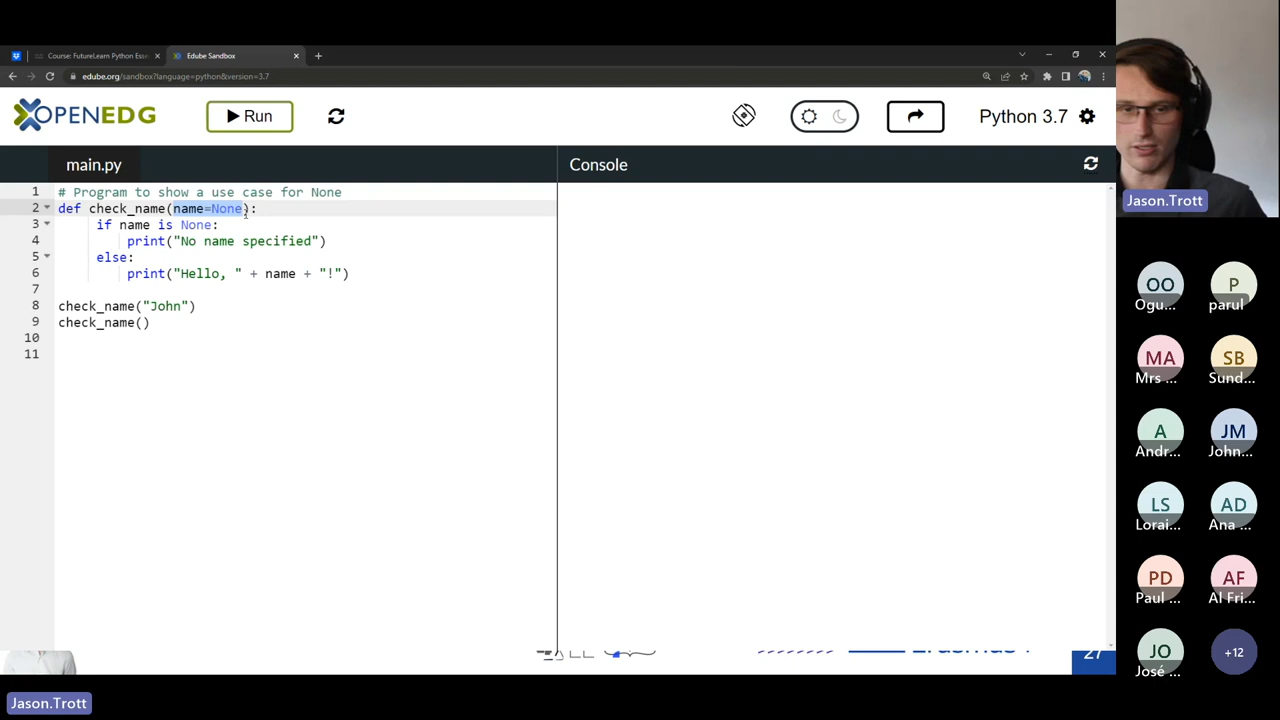 Course: FutureLearn Python Esse
Edube Sandbox
edube.org/sandbox?language=python&version=3.7
OPENEDG
Run
Python 3.7
main.py
Console
1 # Program to show a use case for None
2 def check_name(name=None):
3 if name is None:
4 print("No name specified")
5 else:
6 print("Hello, " + name + "!")
7
8 check_name("John")
9 check_name()
10
11
27
Jason.Trott
Jason.Trott
OO
Ogu...
P
parul
MA
Mrs ...
SB
Sund...
A
Andr...
JM
John...
LS
Lorai...
AD
Ana ...
PD
Paul ...
AF
Al Fri...
JO
José ...
+12